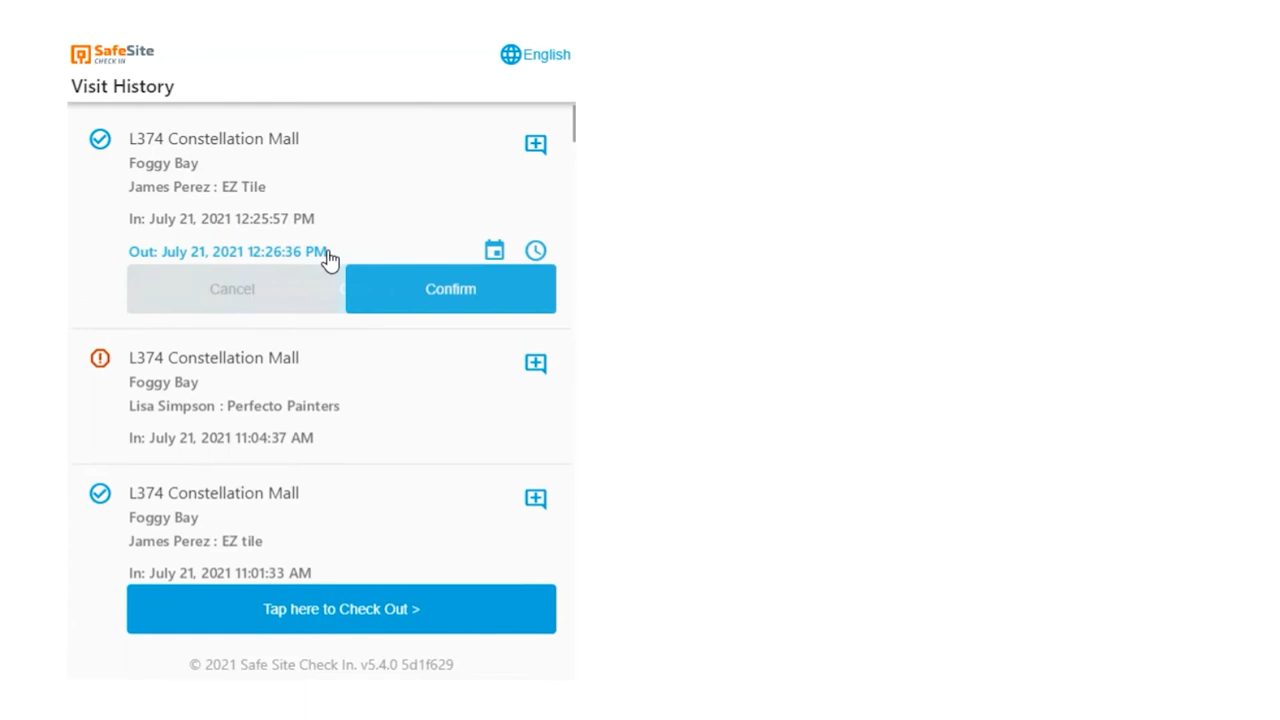 SafeSite
CHECK IN
English
Visit History
L374 Constellation Mall
Foggy Bay
James Perez : EZ Tile
In: July 21, 2021 12:25:57 PM
Out: July 21, 2021 12:26:36 PM
Cancel
Confirm
L374 Constellation Mall
Foggy Bay
Lisa Simpson : Perfecto Painters
In: July 21, 2021 11:04:37 AM
L374 Constellation Mall
Foggy Bay
James Perez : EZ tile
In: July 21, 2021 11:01:33 AM
Tap here to Check Out >
© 2021 Safe Site Check In. v5.4.0 5d1f629